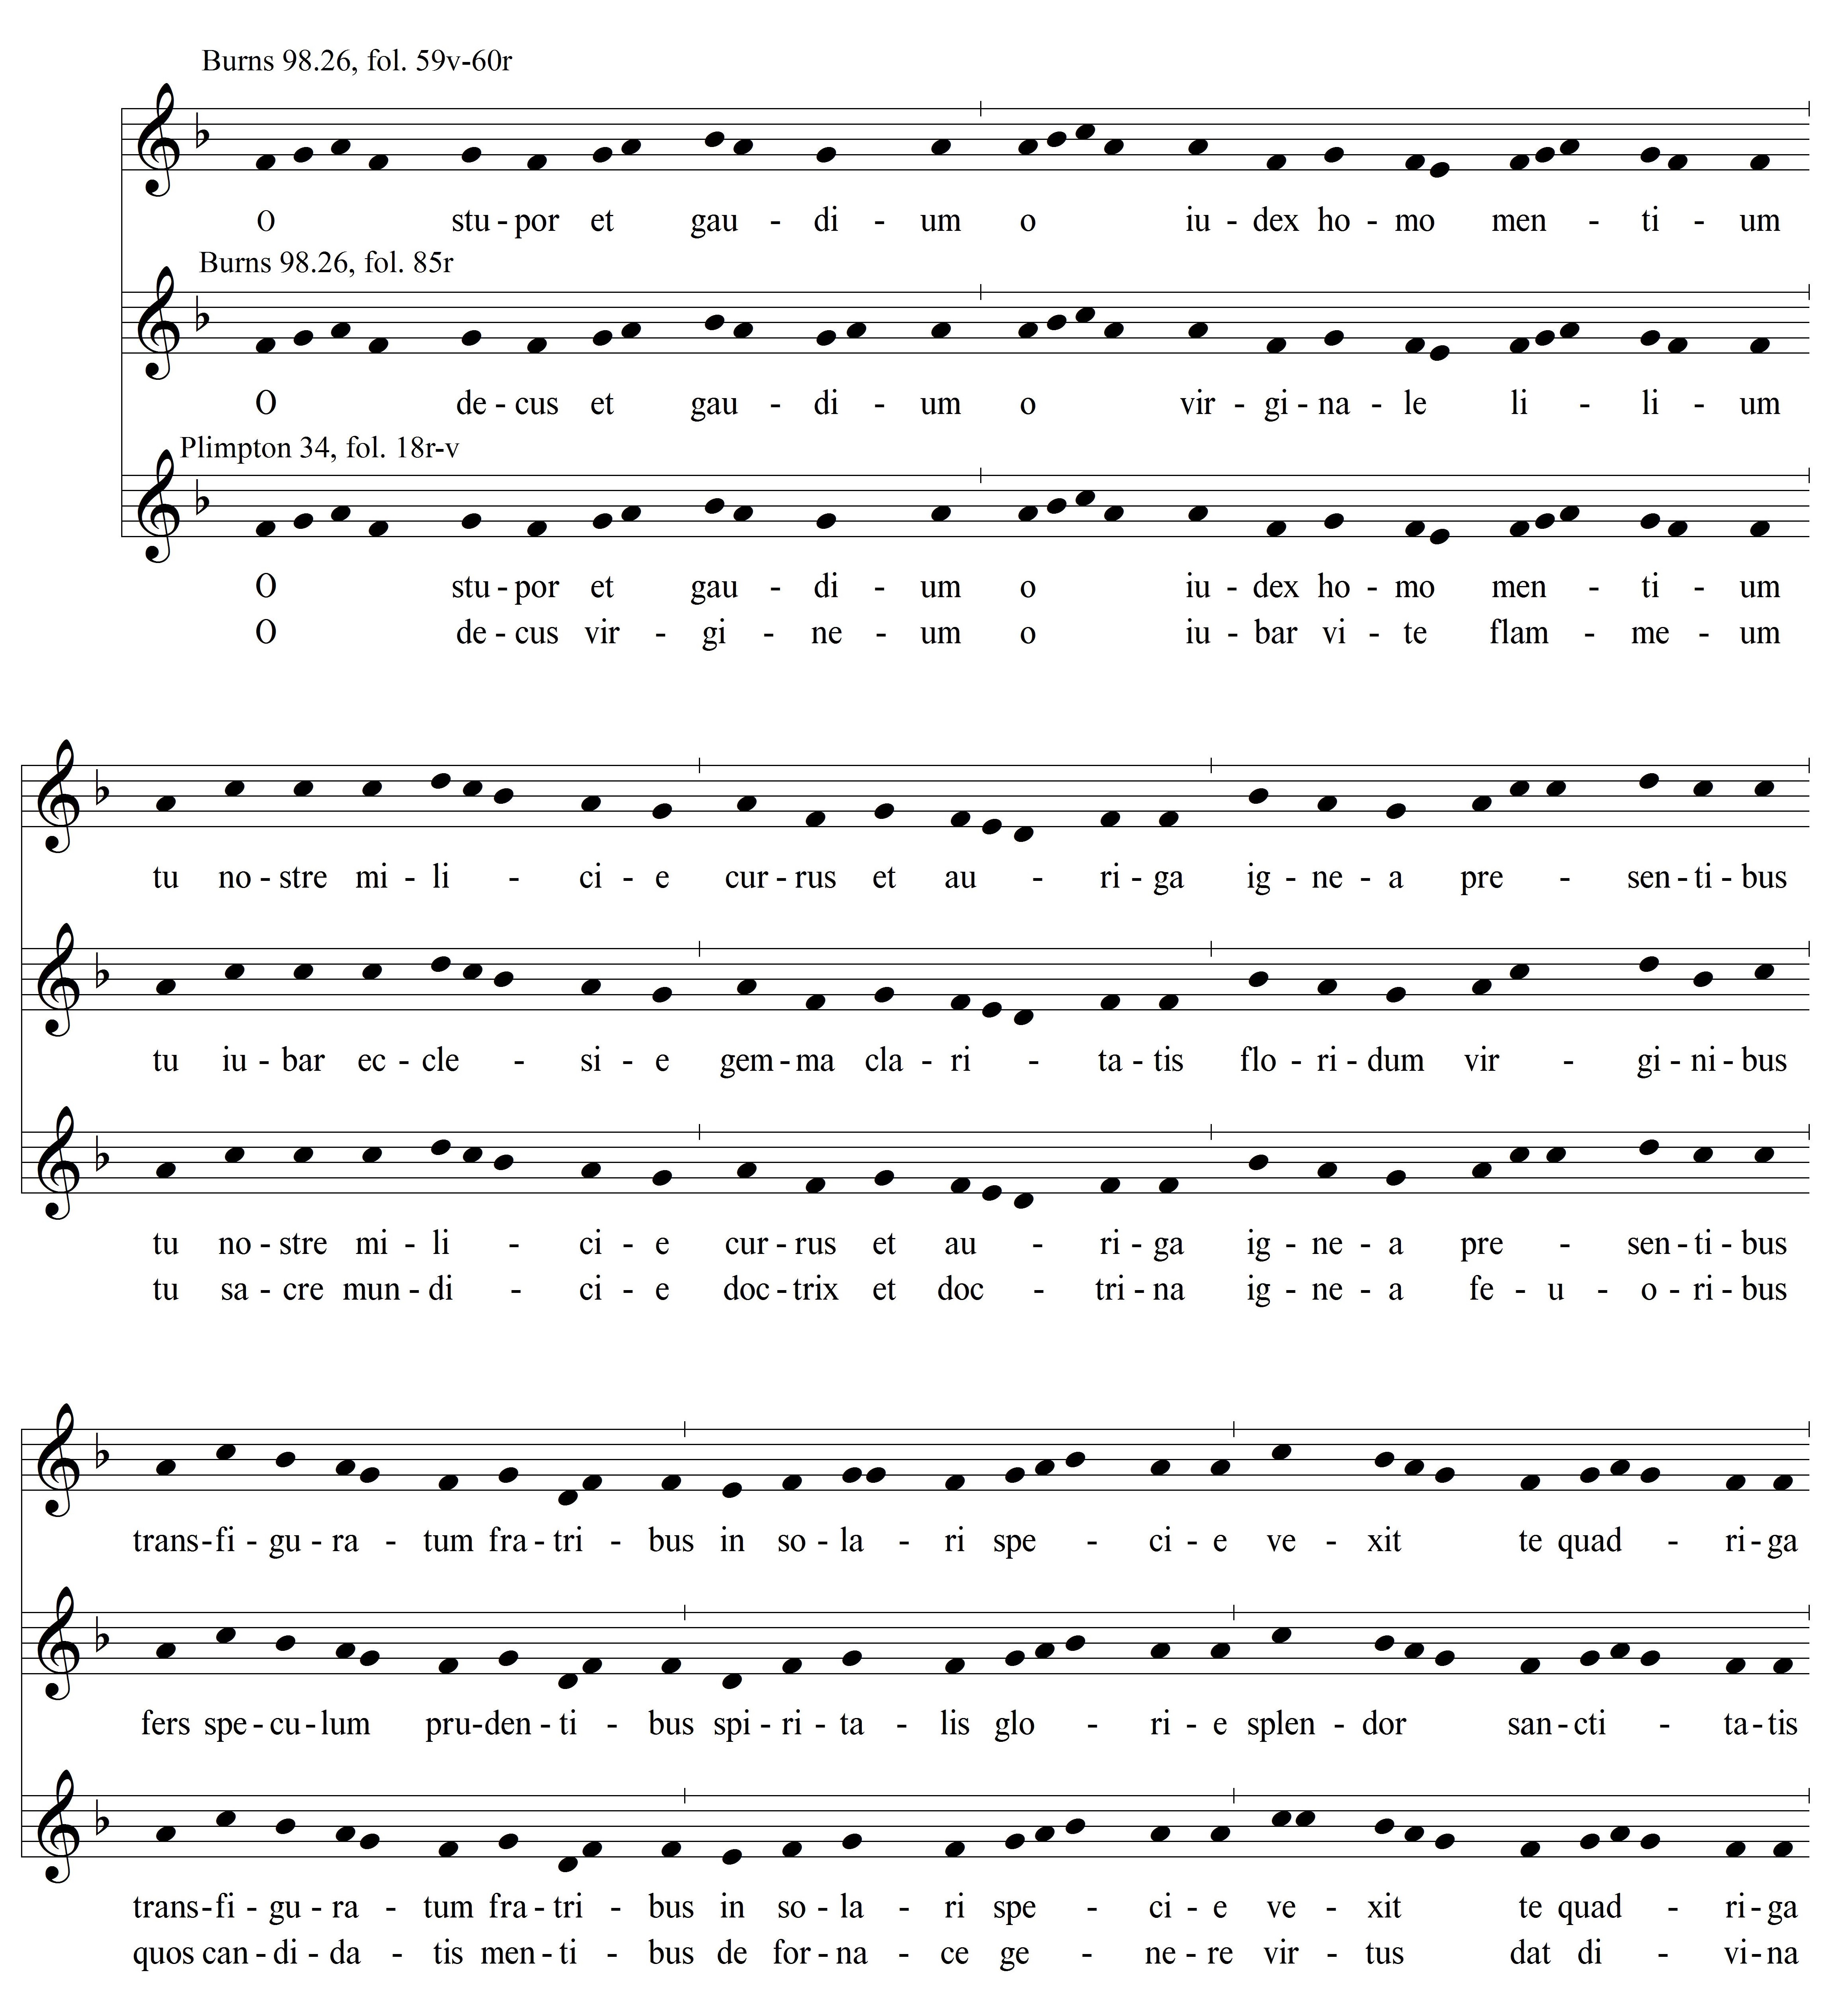 Burns 98.26, fol. 59v-60r
O stu - por et gau - di - um o iu - dex ho - mo men - ti - um
Burns 98.26, fol. 85r
O de - cus et gau - di - um o vir - gi - na - le li - li - um
Plimpton 34, fol. 18r-v
O stu - por et gau - di - um o iu - dex ho - mo men - ti - um
O de - cus vir - gi - ne - um o iu - bar vi - te flam - me - um
tu no - stre mi - li - ci - e cur - rus et au - ri - ga ig - ne - a pre - sen - ti - bus
tu iu - bar ec - cle - si - e gem - ma cla - ri - ta - tis flo - ri - dum vir - gi - ni - bus
tu no - stre mi - li - ci - e cur - rus et au - ri - ga ig - ne - a pre - sen - ti - bus
tu sa - cre mun - di - ci - e doc - trix et doc - tri - na ig - ne - a fe - u - o - ri - bus
trans - fi - gu - ra - tum fra - tri - bus in so - la - ri spe - ci - e ve - xit te quad - ri - ga
fers spe - cu - lum pru - den - ti - bus spi - ri - ta - lis glo - ri - e splen - dor san - cti - ta - tis
trans - fi - gu - ra - tum fra - tri - bus in so - la - ri spe - ci - e ve - xit te quad - ri - ga
quos can - di - da - tis men - ti - bus de for - na - ce ge - ne - re vir - tus dat di - vi - na